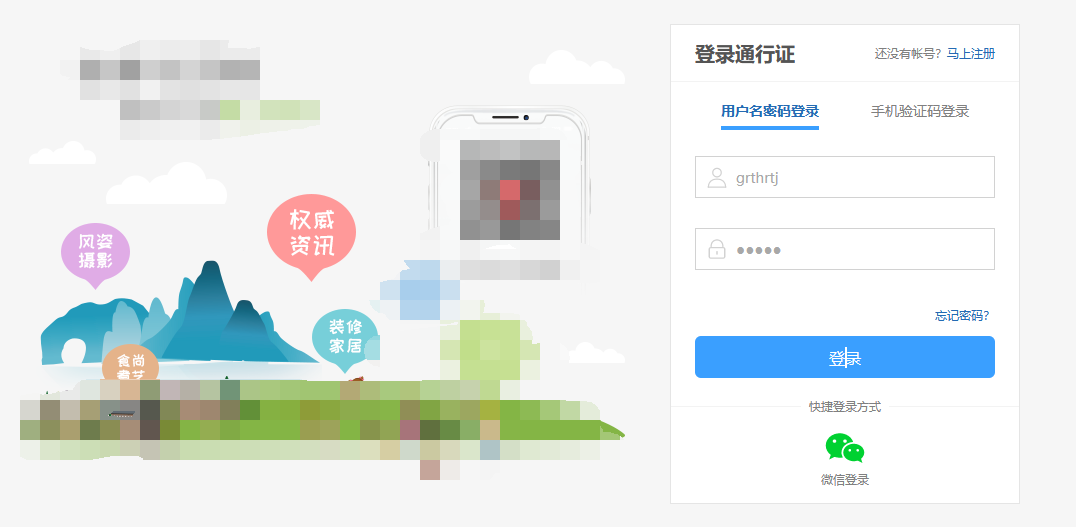 权威
资讯
风姿
摄影
装修
家居
食尚
登录通行证
还没有帐号? 马上注册
用户名密码登录 手机验证码登录
grthrtj
忘记密码?
登录
快捷登录方式
微信登录